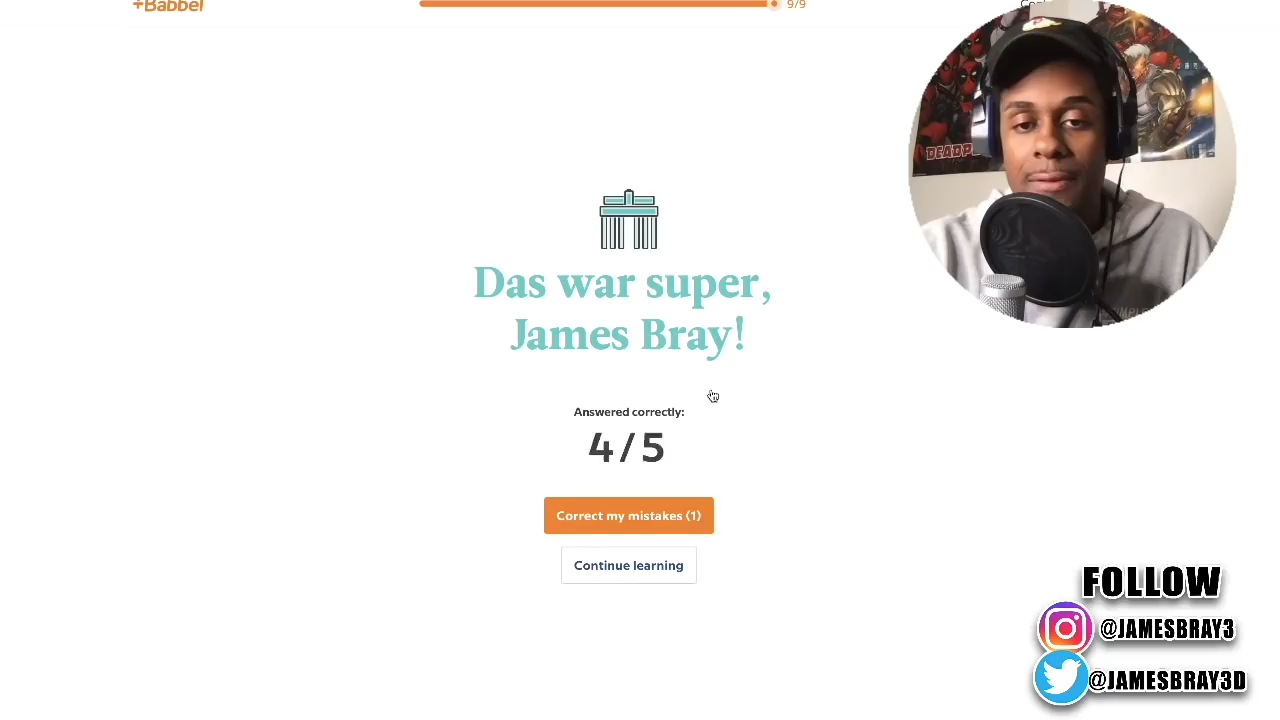 +Babbel
9/9
DEADP
Das war super,
James Bray!
Answered correctly:
4/5
Correct my mistakes (1)
Continue learning
FOLLOW
@JAMESBRAY3
@JAMESBRAY3D